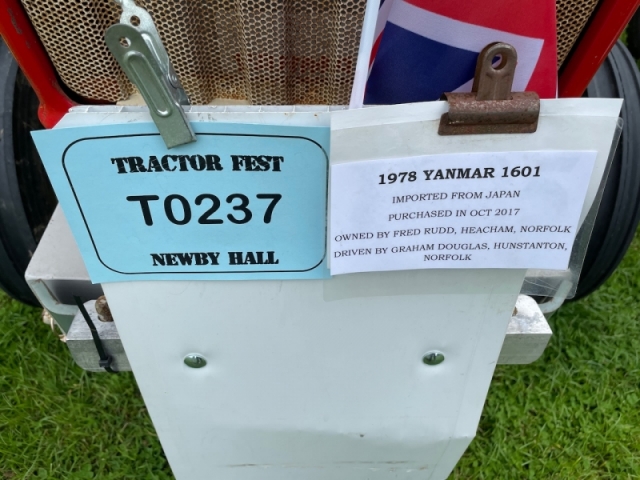 TRACTOR FEST
T0237
NEWBY HALL
1978 YANMAR 1601
IMPORTED FROM JAPAN
PURCHASED IN OCT 2017
OWNED BY FRED RUDD, HEACHAM, NORFOLK
DRIVEN BY GRAHAM DOUGLAS, HUNSTANTON,
NORFOLK